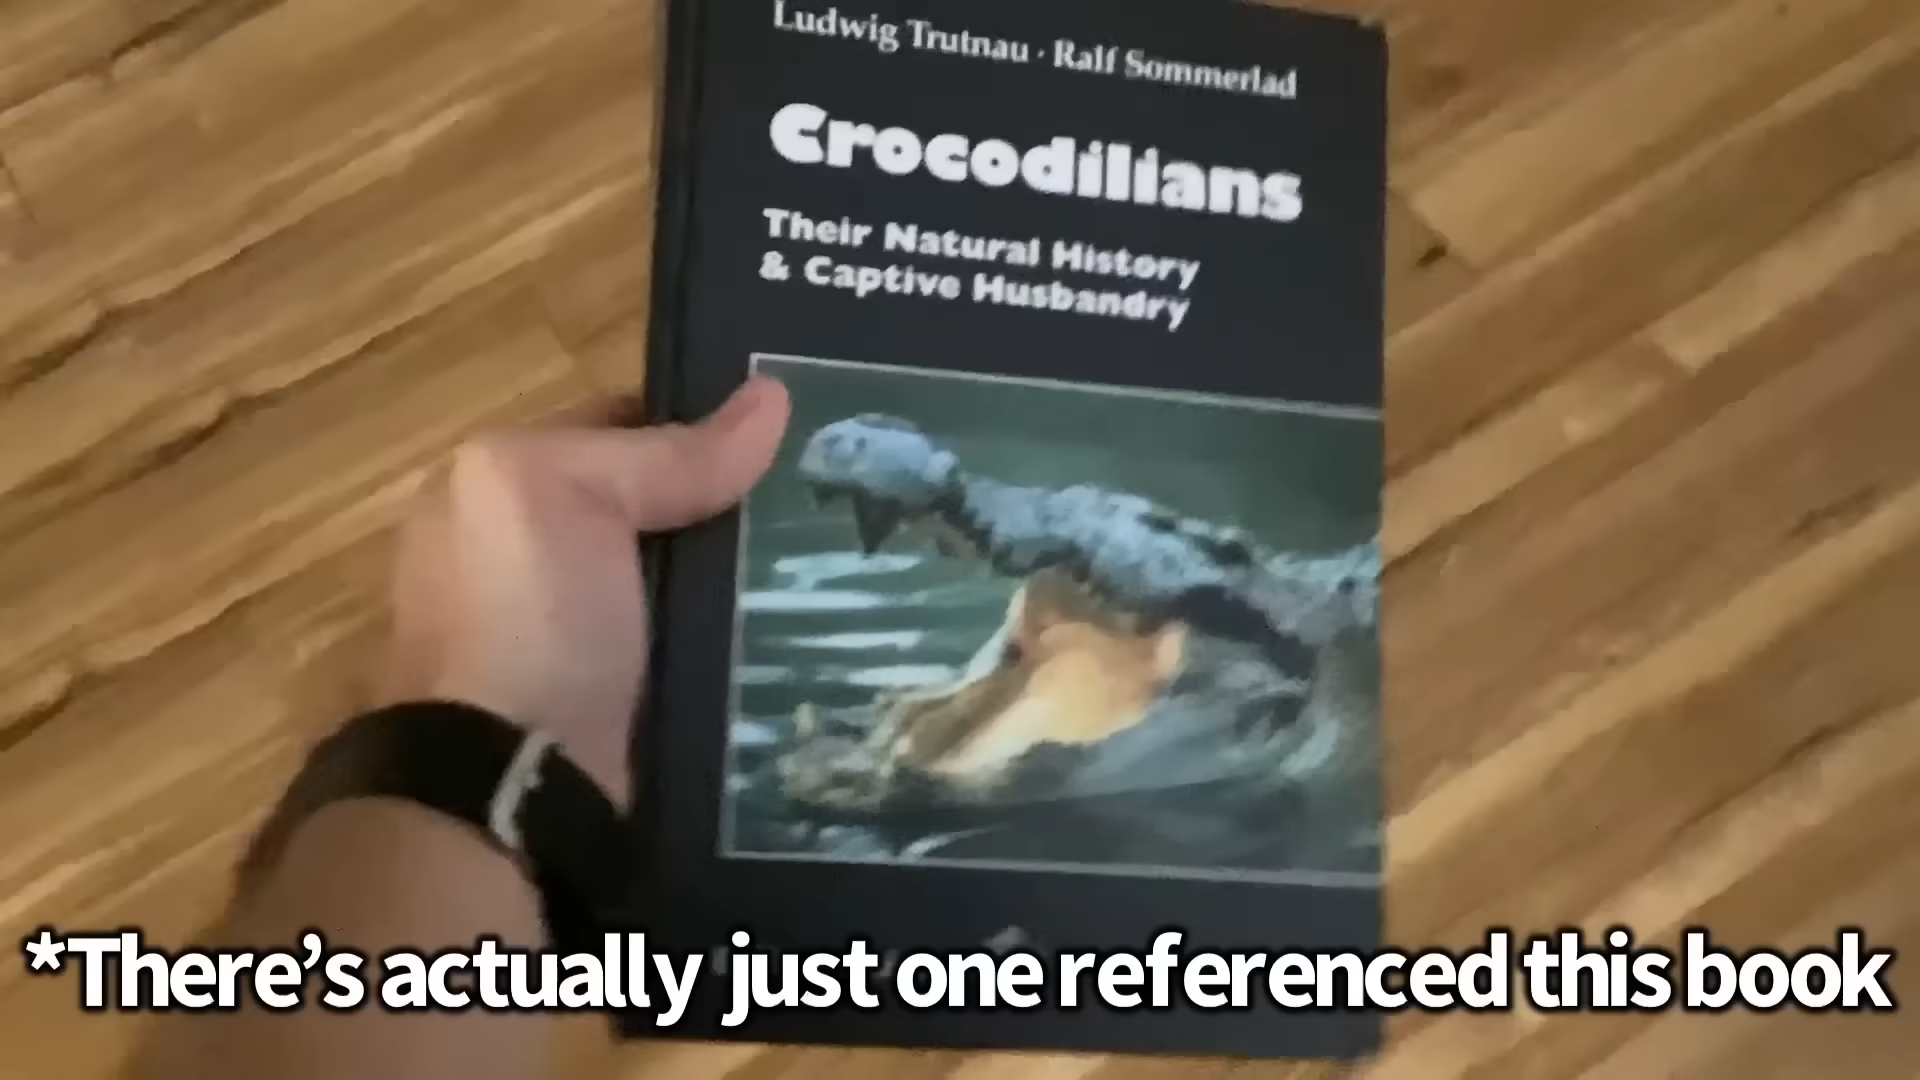 Ludwig Trutnau · Ralf Sommerlad
Crocodilians
Their Natural History
& Captive Husbandry
*There's actually just one referenced this book